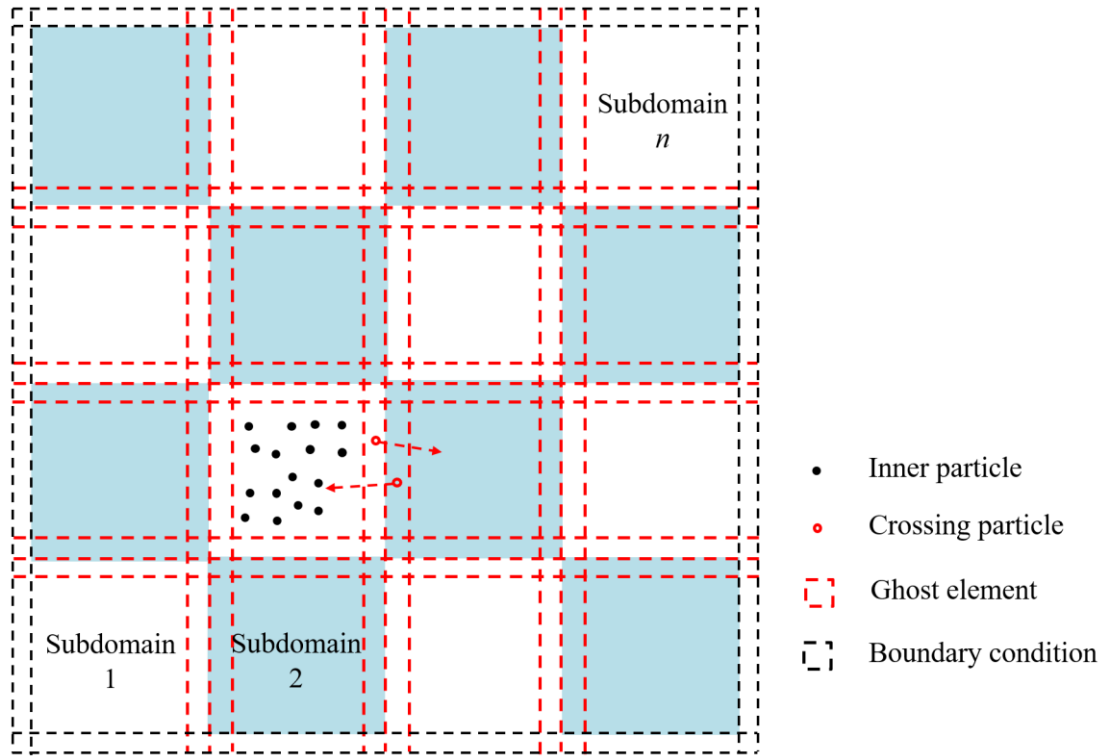 Subdomain
n
Subdomain
1
Subdomain
2
Inner particle
Crossing particle
Ghost element
Boundary condition